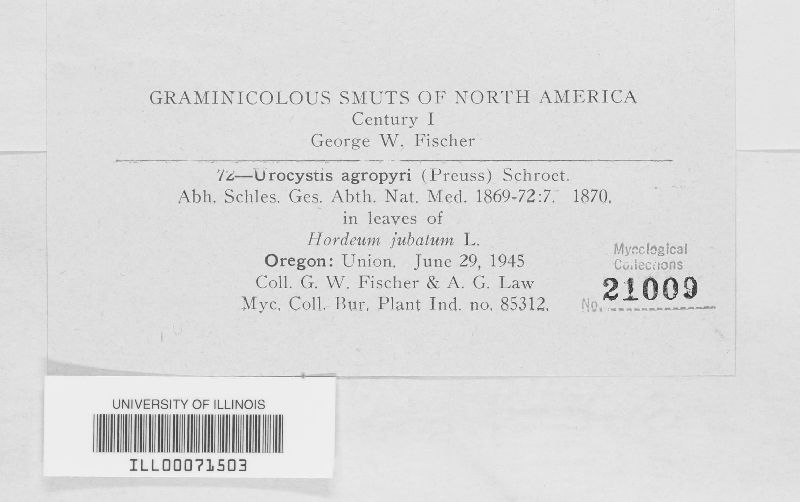 GRAMINICOLOUS SMUTS OF NORTH AMERICA
Century I
George W. Fischer
72—Urocystis agropyri (Preuss) Schroet.
Abh. Schles. Ges. Abth. Nat. Med. 1869-72:7. 1870.
in leaves of
Hordeum jubatum L.
Oregon: Union. June 29, 1945
Coll. G. W. Fischer & A. G. Law
Myc. Coll. Bur. Plant Ind. no. 85312.
Mycological
Collections
No. 21009
UNIVERSITY OF ILLINOIS
ILL00071503